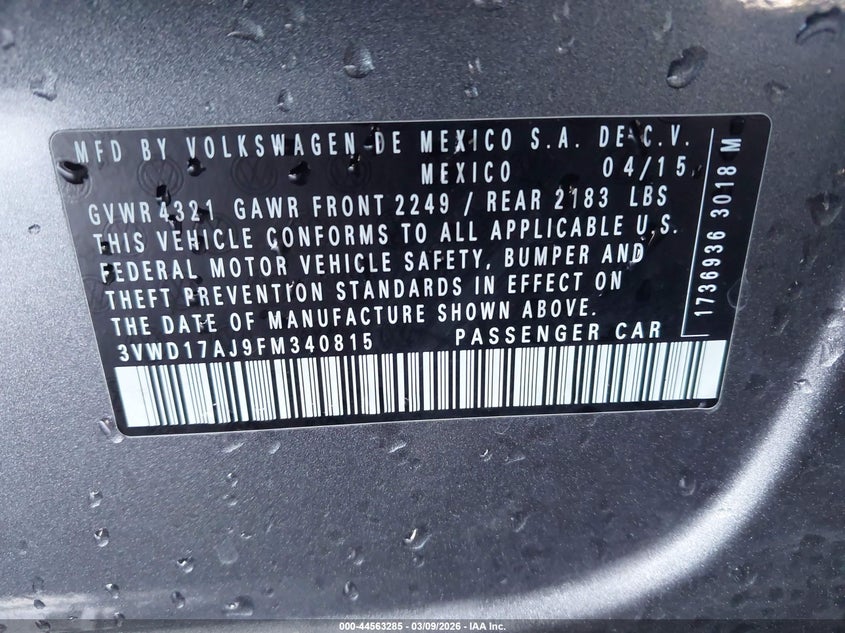 MFD BY VOLKSWAGEN DE MEXICO S.A. DE C.V.
MEXICO 04/15
GVWR 4321 GAWR FRONT 2249 / REAR 2183 LBS
THIS VEHICLE CONFORMS TO ALL APPLICABLE U.S.
FEDERAL MOTOR VEHICLE SAFETY, BUMPER AND
THEFT PREVENTION STANDARDS IN EFFECT ON
THE DATE OF MANUFACTURE SHOWN ABOVE.
3VWD17AJ9FM340815 PASSENGER CAR
1736936 3018 M
000-44563285 - 03/09/2026 - IAA Inc.